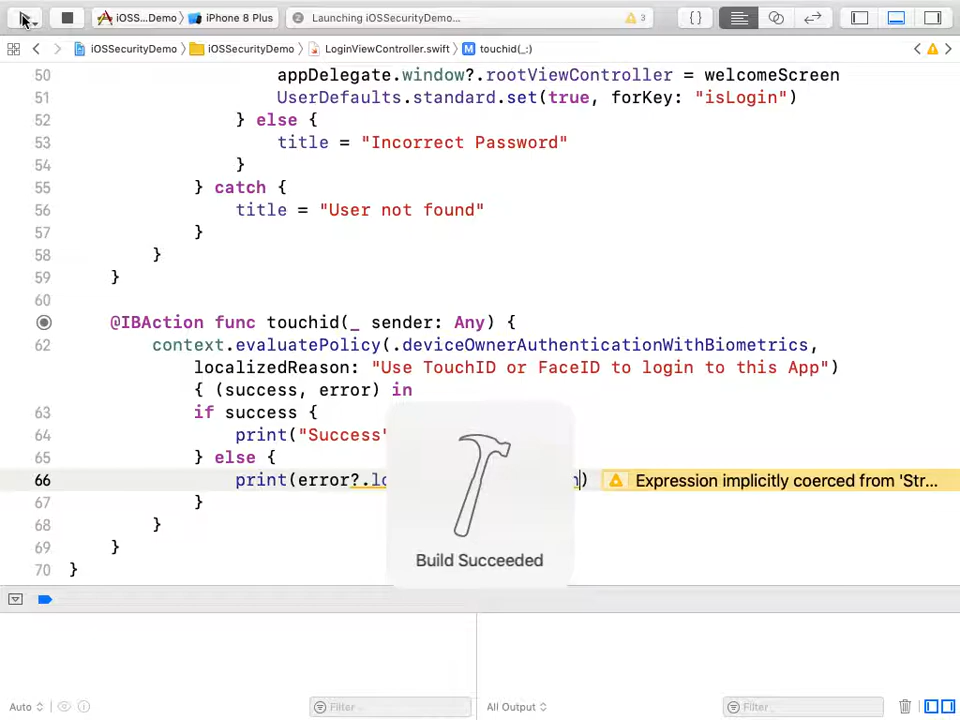 iOSS...Demo › iPhone 8 Plus
2 Launching iOSSecurityDemo... 3
iOSSecurityDemo › iOSSecurityDemo › LoginViewController.swift › M touchid(_:)
50 appDelegate.window?.rootViewController = welcomeScreen
51 UserDefaults.standard.set(true, forKey: "isLogin")
52 } else {
53 title = "Incorrect Password"
54 }
55 } catch {
56 title = "User not found"
57 }
58 }
59 }
60
@IBAction func touchid(_ sender: Any) {
62 context.evaluatePolicy(.deviceOwnerAuthenticationWithBiometrics,
localizedReason: "Use TouchID or FaceID to login to this App")
{ (success, error) in
63 if success {
64 print("Success"
65 } else {
66 print(error?.lo ) Expression implicitly coerced from 'Str...
67 }
68 }
69 }
70 }
Build Succeeded
Auto Filter All Output Filter